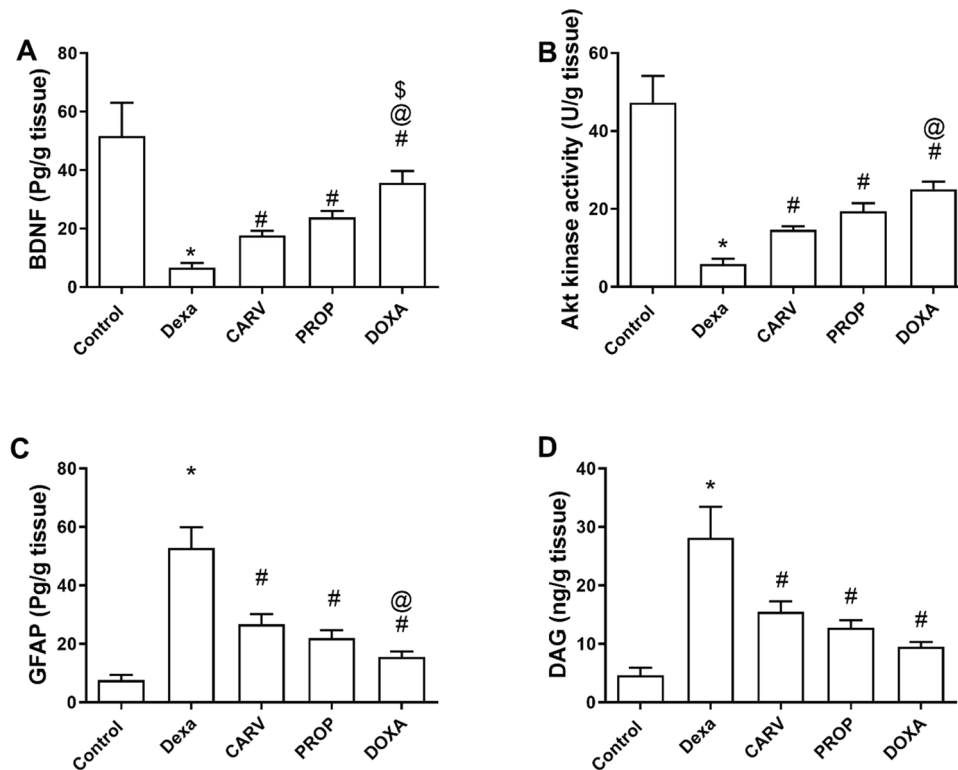 A
BDNF (Pg/g tissue)
80
60
40
20
0
*
#
#
$
@
#
Control
Dexa
CARV
PROP
DOXA
B
Akt kinase activity (U/g tissue)
60
40
20
0
*
#
#
@
#
Control
Dexa
CARV
PROP
DOXA
C
GFAP (Pg/g tissue)
80
60
40
20
0
*
#
#
@
#
Control
Dexa
CARV
PROP
DOXA
D
DAG (ng/g tissue)
40
30
20
10
0
*
#
#
#
Control
Dexa
CARV
PROP
DOXA